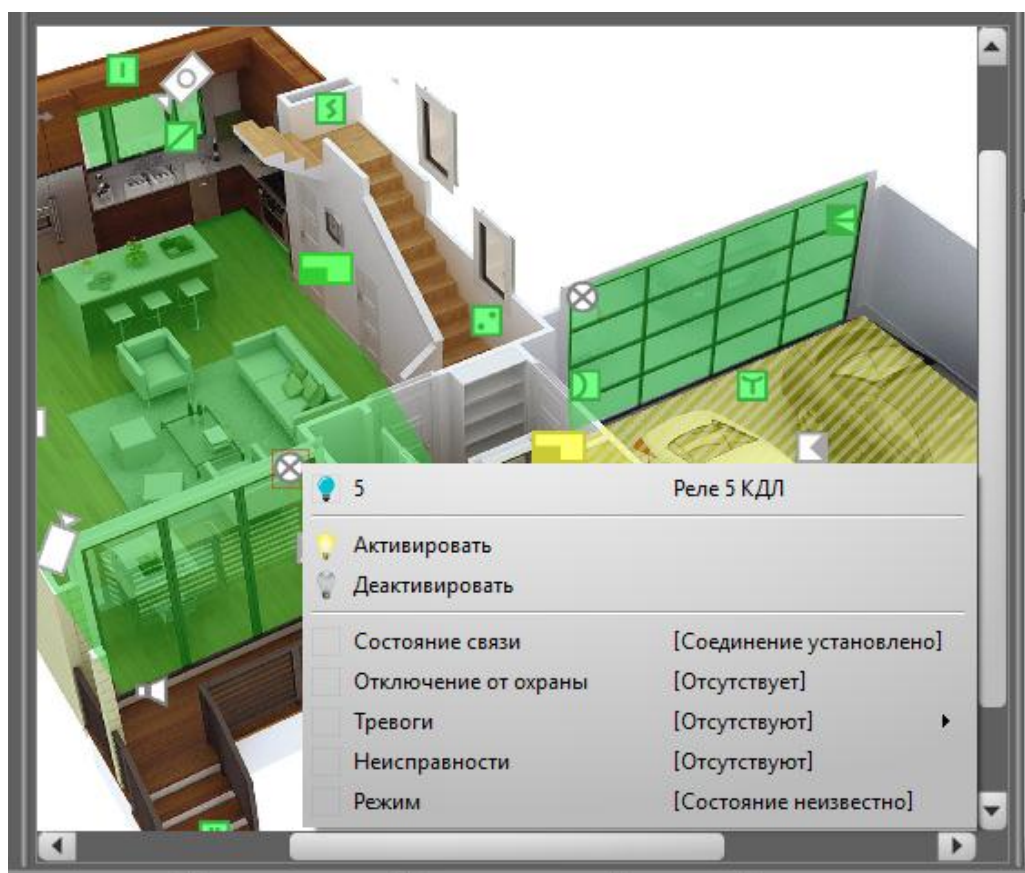 5 Реле 5 КДЛ
Активировать
Деактивировать
Состояние связи [Соединение установлено]
Отключение от охраны [Отсутствует]
Тревоги [Отсутствуют]
Неисправности [Отсутствуют]
Режим [Состояние неизвестно]